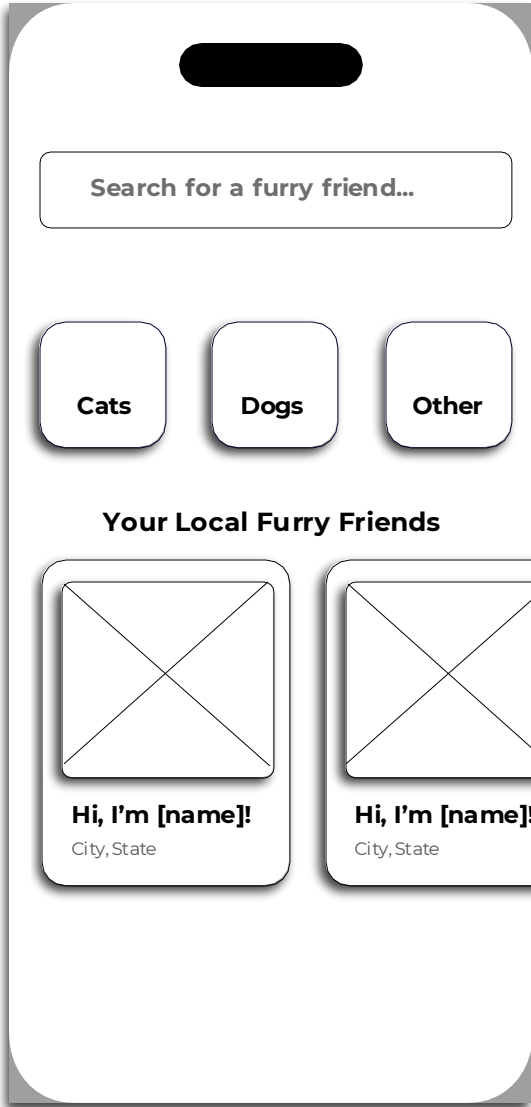 Search for a furry friend...
Cats
Dogs
Other
Your Local Furry Friends
Hi, I’m [name]!
City, State
Hi, I’m [name]!
City, State